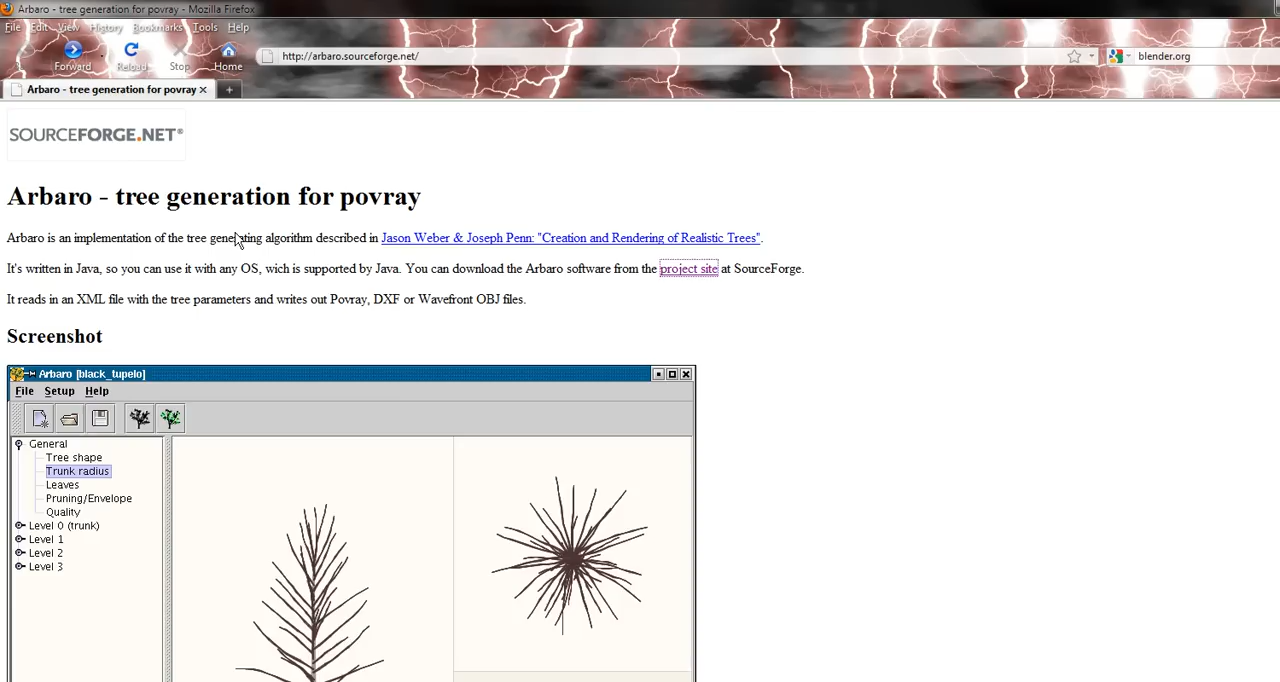 Arbaro - tree generation for povray - Mozilla Firefox
File Edit View History Bookmarks Tools Help
Forward Reload Stop Home http://arbaro.sourceforge.net/ blender.org
Arbaro - tree generation for povray
SOURCEFORGE.NET®
Arbaro - tree generation for povray
Arbaro is an implementation of the tree generating algorithm described in Jason Weber & Joseph Penn: "Creation and Rendering of Realistic Trees".
It's written in Java, so you can use it with any OS, wich is supported by Java. You can download the Arbaro software from the project site at SourceForge.
It reads in an XML file with the tree parameters and writes out Povray, DXF or Wavefront OBJ files.
Screenshot
Arbaro [black_tupelo]
File Setup Help
General
Tree shape
Trunk radius
Leaves
Pruning/Envelope
Quality
Level 0 (trunk)
Level 1
Level 2
Level 3